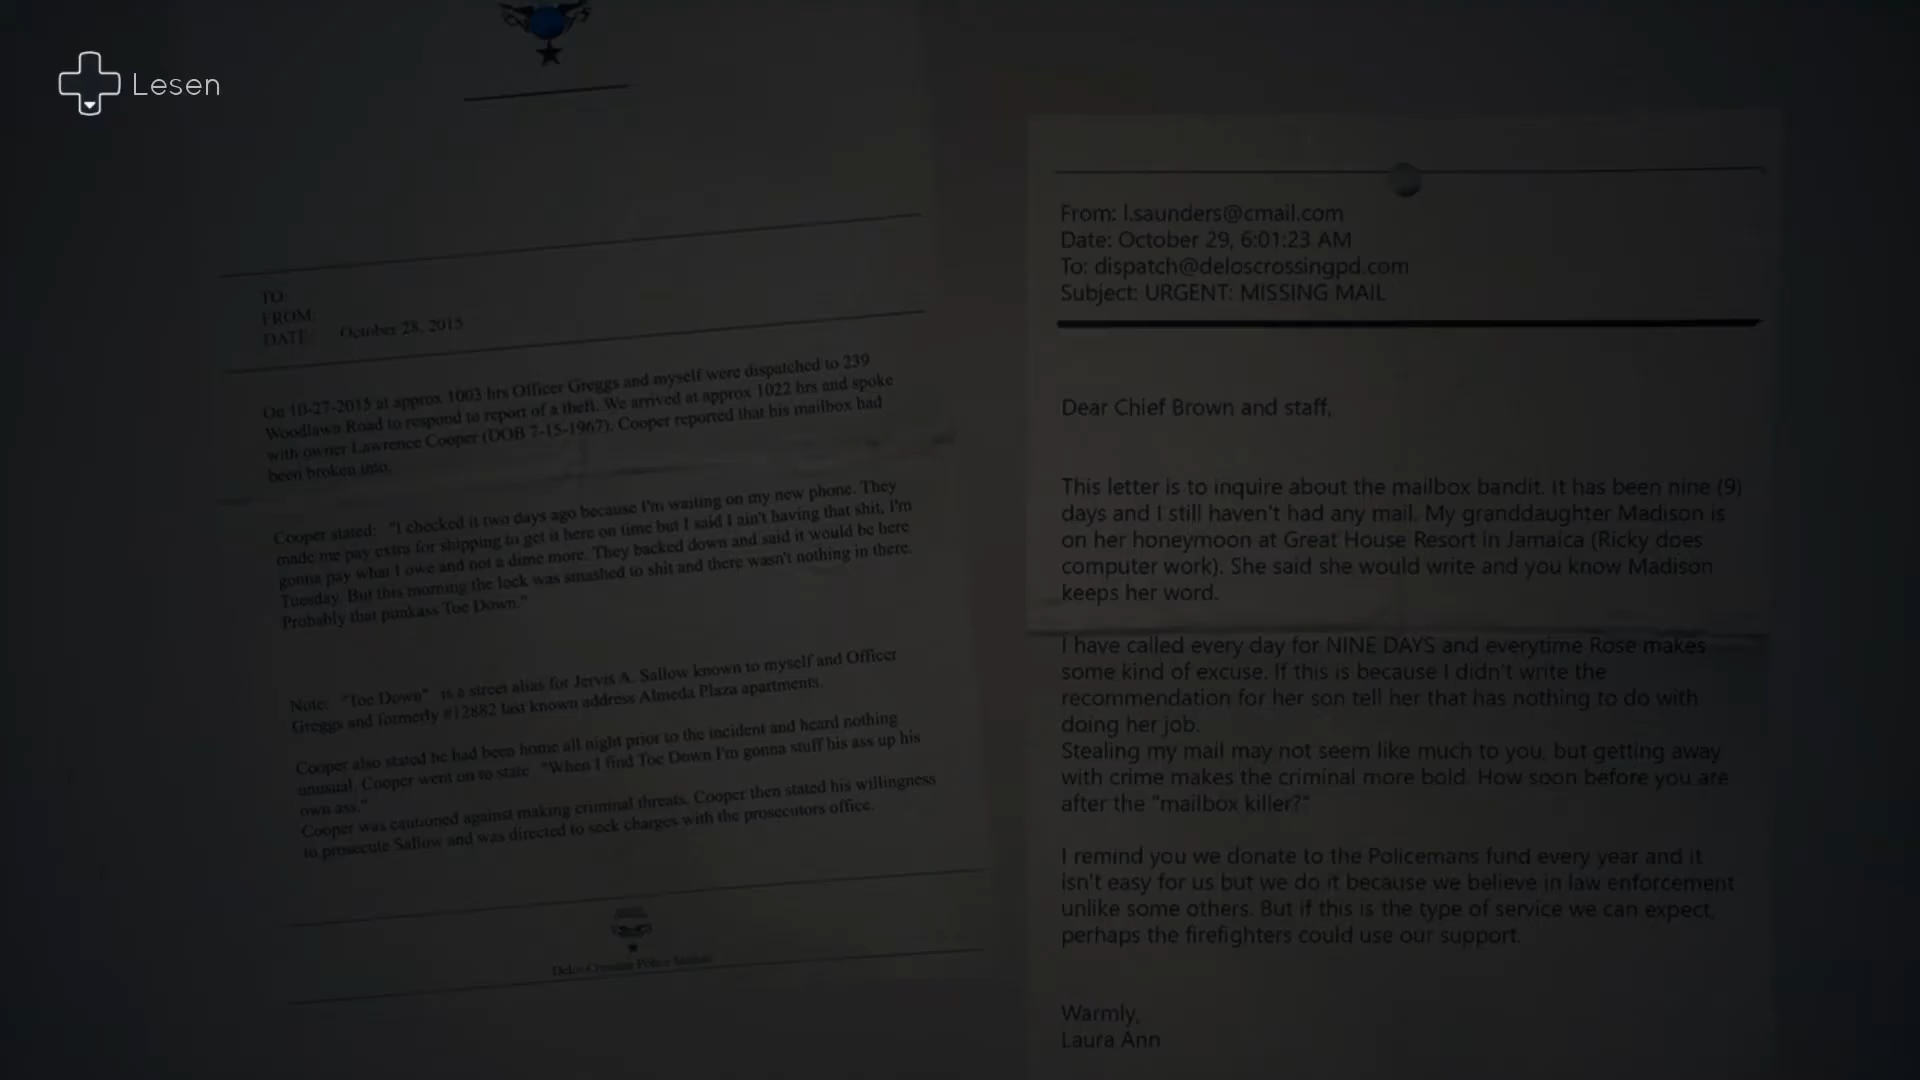 Lesen
TO:
FROM:
DATE: October 28, 2015
On 10-27-2015 at approx 1003 hrs Officer Greggs and myself were dispatched to 239
Woodlawn Road to respond to report of a theft. We arrived at approx 1022 hrs and spoke
with owner Lawrence Cooper (DOB 7-15-1967). Cooper reported that his mailbox had
been broken into.
Cooper stated: "I checked it two days ago because I'm waiting on my new phone. They
made me pay extra for shipping to get it here on time but I said I ain't having that shit, I'm
gonna pay what I owe and not a dime more. They backed down and said it would be here
Tuesday. But this morning the lock was smashed to shit and there wasn't nothing in there.
Probably that punkass Toe Down."
Note: "Toe Down" is a street alias for Jervis A. Sallow known to myself and Officer
Greggs and formerly #12882 last known address Almeda Plaza apartments.
Cooper also stated he had been home all night prior to the incident and heard nothing
unusual. Cooper went on to state "When I find Toe Down I'm gonna stuff his ass up his
own ass."
Cooper was cautioned against making criminal threats. Cooper then stated his willingness
to prosecute Sallow and was directed to seek charges with the prosecutors office.
Delos Crossing Police Station
From: l.saunders@cmail.com
Date: October 29, 6:01:23 AM
To: dispatch@deloscrossingpd.com
Subject: URGENT: MISSING MAIL
Dear Chief Brown and staff,
This letter is to inquire about the mailbox bandit. It has been nine (9)
days and I still haven't had any mail. My granddaughter Madison is
on her honeymoon at Great House Resort in Jamaica (Ricky does
computer work). She said she would write and you know Madison
keeps her word.
I have called every day for NINE DAYS and everytime Rose makes
some kind of excuse. If this is because I didn't write the
recommendation for her son tell her that has nothing to do with
doing her job.
Stealing my mail may not seem like much to you, but getting away
with crime makes the criminal more bold. How soon before you are
after the "mailbox killer?"
I remind you we donate to the Policemans fund every year and it
isn't easy for us but we do it because we believe in law enforcement
unlike some others. But if this is the type of service we can expect,
perhaps the firefighters could use our support.
Warmly,
Laura Ann